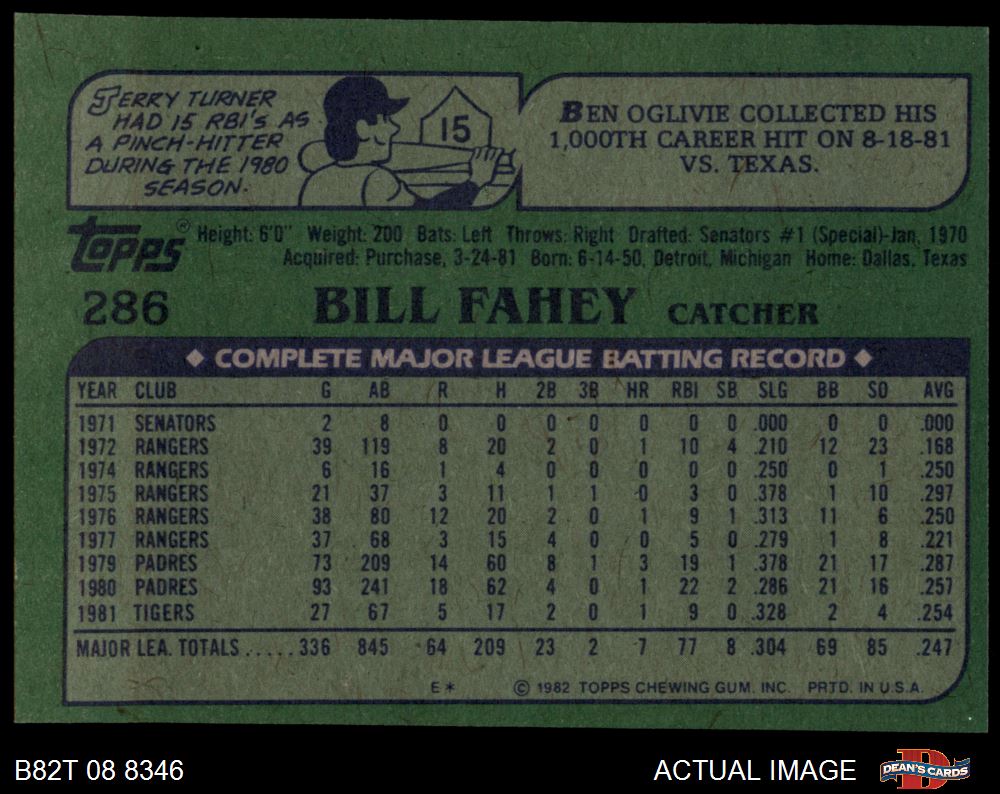 JERRY TURNER
HAD 15 RBI'S AS
A PINCH-HITTER
DURING THE 1980
SEASON.
15
BEN OGLIVIE COLLECTED HIS
1,000TH CAREER HIT ON 8-18-81
VS. TEXAS.
topps®
Height: 6'0" Weight: 200 Bats: Left Throws: Right Drafted: Senators #1 (Special)-Jan, 1970
Acquired: Purchase, 3-24-81 Born: 6-14-50, Detroit, Michigan Home: Dallas, Texas
286 BILL FAHEY CATCHER
◆ COMPLETE MAJOR LEAGUE BATTING RECORD ◆
YEAR CLUB G AB R H 2B 3B HR RBI SB SLG BB SO AVG
1971 SENATORS 2 8 0 0 0 0 0 0 0 .000 0 0 .000
1972 RANGERS 39 119 8 20 2 0 1 10 4 .210 12 23 .168
1974 RANGERS 6 16 1 4 0 0 0 0 0 .250 0 1 .250
1975 RANGERS 21 37 3 11 1 1 0 3 0 .378 1 10 .297
1976 RANGERS 38 80 12 20 2 0 1 9 1 .313 11 6 .250
1977 RANGERS 37 68 3 15 4 0 0 5 0 .279 1 8 .221
1979 PADRES 73 209 14 60 8 1 3 19 1 .378 21 17 .287
1980 PADRES 93 241 18 62 4 0 1 22 2 .286 21 16 .257
1981 TIGERS 27 67 5 17 2 0 1 9 0 .328 2 4 .254
MAJOR LEA. TOTALS ..... 336 845 64 209 23 2 7 77 8 .304 69 85 .247
E* © 1982 TOPPS CHEWING GUM. INC. PRTD. IN U.S.A.
B82T 08 8346
ACTUAL IMAGE
D
DEAN'S CARDS